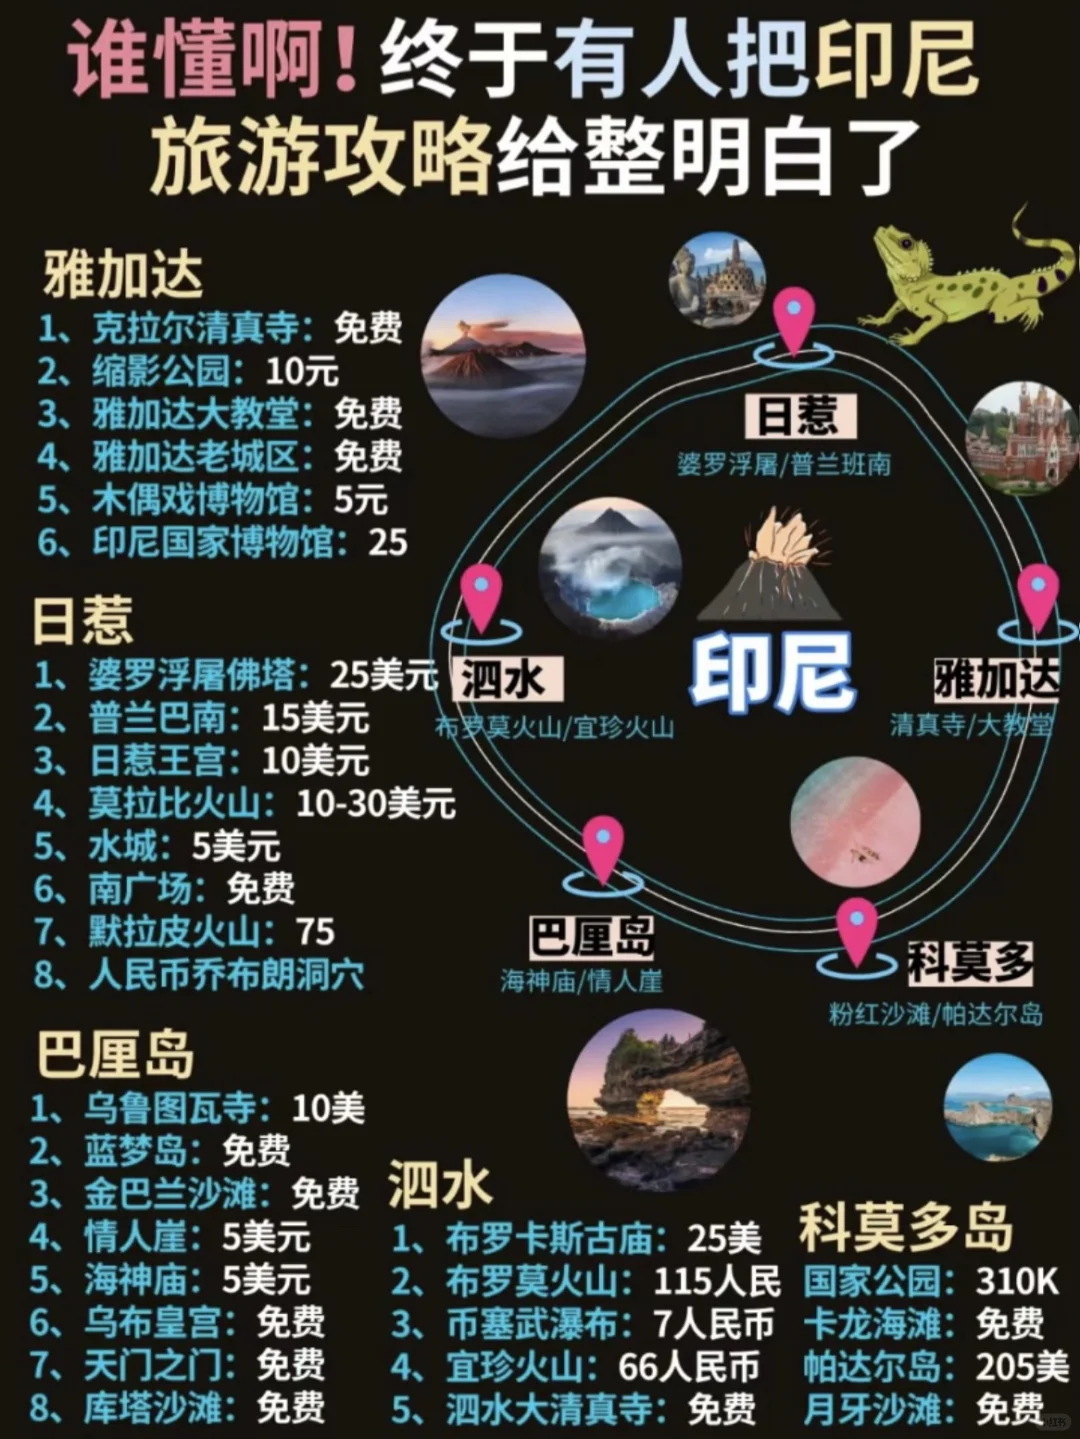 谁懂啊！终于有人把印尼
旅游攻略给整明白了
雅加达
1、克拉尔清真寺：免费
2、缩影公园：10元
3、雅加达大教堂：免费
4、雅加达老城区：免费
5、木偶戏博物馆：5元
6、印尼国家博物馆：25
日惹
1、婆罗浮屠佛塔：25美元
2、普兰巴南：15美元
3、日惹王宫：10美元
4、莫拉比火山：10-30美元
5、水城：5美元
6、南广场：免费
7、默拉皮火山：75
8、人民币乔布朗洞穴
巴厘岛
1、乌鲁图瓦寺：10美
2、蓝梦岛：免费
3、金巴兰沙滩：免费
4、情人崖：5美元
5、海神庙：5美元
6、乌布皇宫：免费
7、天门之门：免费
8、库塔沙滩：免费
日惹
婆罗浮屠/普兰班南
印尼
泗水
布罗莫火山/宜珍火山
雅加达
清真寺/大教堂
巴厘岛
海神庙/情人崖
科莫多
粉红沙滩/帕达尔岛
泗水
1、布罗卡斯古庙：25美
2、布罗莫火山：115人民
3、币塞武瀑布：7人民币
4、宜珍火山：66人民币
5、泗水大清真寺：免费
科莫多岛
国家公园：310K
卡龙海滩：免费
帕达尔岛：205美
月牙沙滩：免费